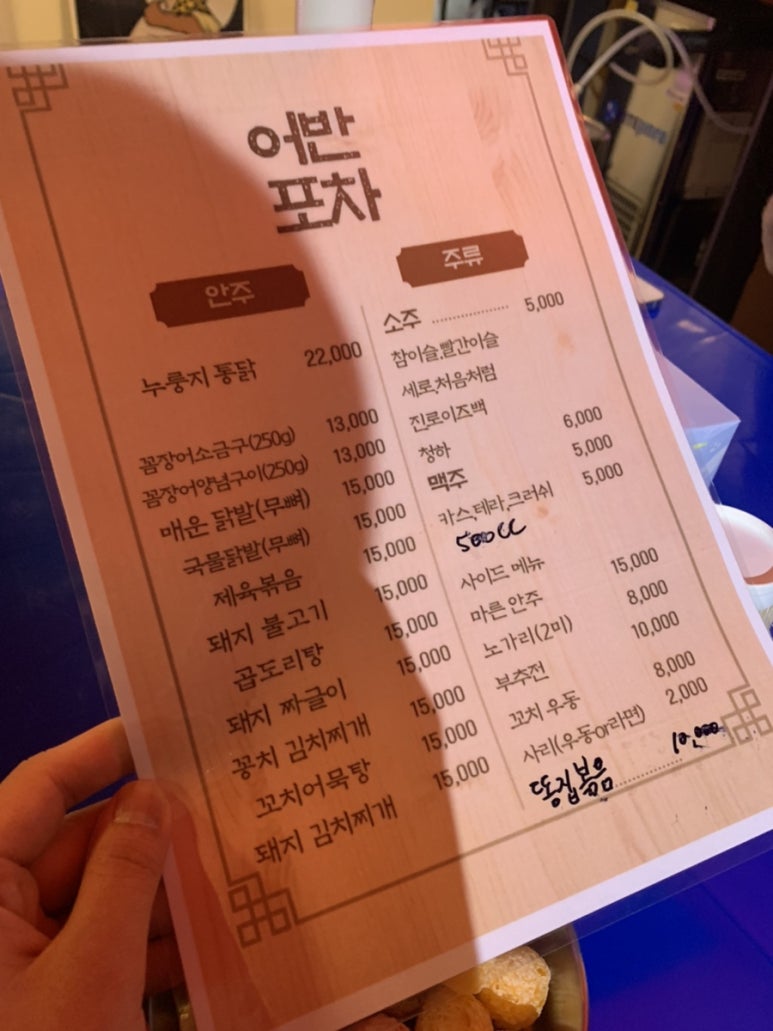 어반
포차
안주
누룽지 통닭 22,000
꼼장어소금구(250g) 13,000
꼼장어양념구이(250g) 13,000
매운 닭발(무뼈) 15,000
국물닭발(무뼈) 15,000
제육볶음 15,000
돼지 불고기 15,000
곱도리탕 15,000
돼지 짜글이 15,000
꽁치 김치찌개 15,000
꼬치어묵탕 15,000
돼지 김치찌개 15,000
주류
소주 5,000
참이슬,빨간이슬
세로,처음처럼
진로이즈백
청하 6,000
맥주 5,000
카스,테라,크러쉬 5,000
500CC
사이드 메뉴
마른 안주 15,000
노가리(2미) 8,000
부추전 10,000
꼬치 우동 8,000
사리(우동or라면) 2,000
똥집볶음 10,000